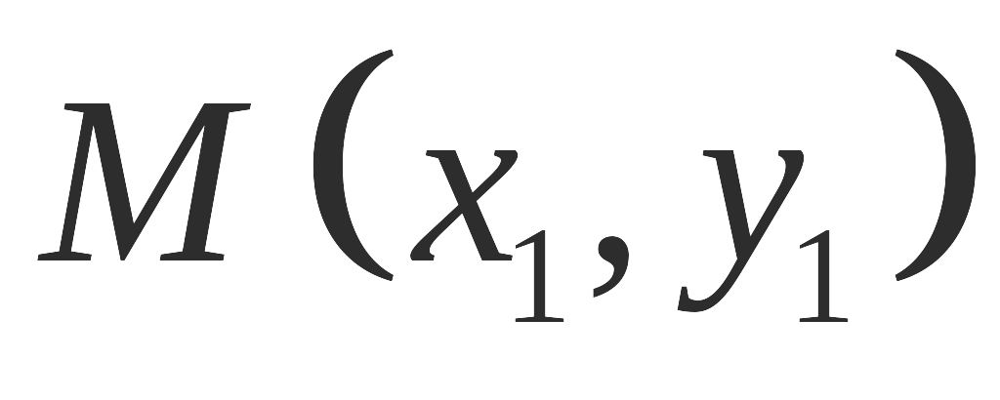 M (x₁, y₁)